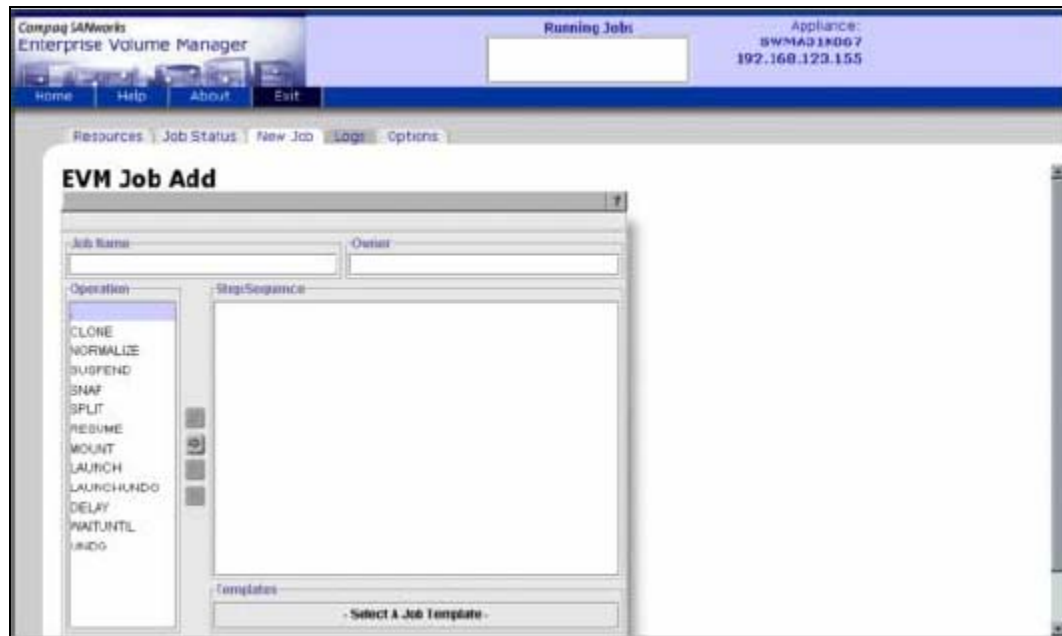 Compaq SANworks
Enterprise Volume Manager
Running Jobs
Appliance:
SWMA31K067
192.168.123.155
Home Help About Exit
Resources Job Status New Job Logs Options
EVM Job Add
?
Job Name Owner
Operation Step/Sequence
CLONE
NORMALIZE
SUSPEND
SNAP
SPLIT
RESUME
MOUNT
LAUNCH
LAUNCHUNDO
DELAY
WAITUNTIL
UNDO
Templates
- Select A Job Template -